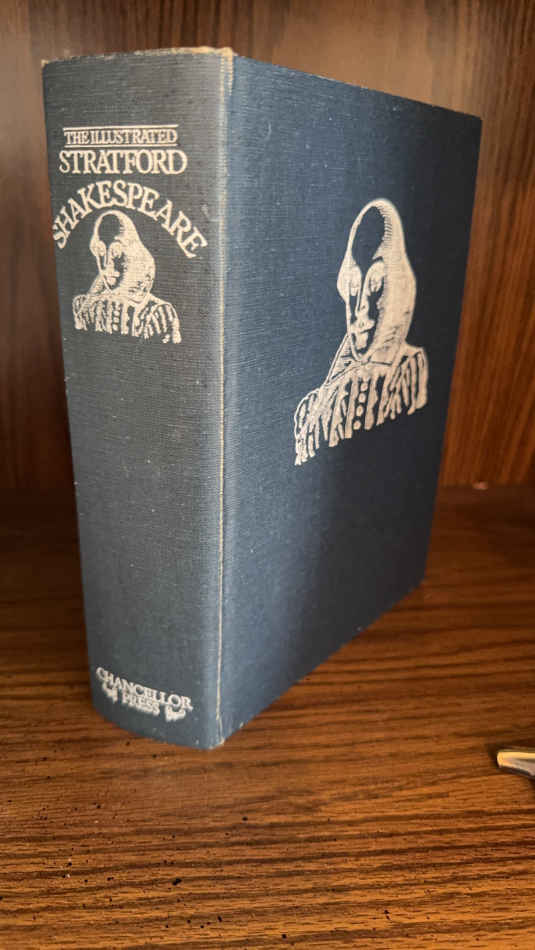 THE ILLUSTRATED
STRATFORD
SHAKESPEARE
CHANCELLOR
PRESS